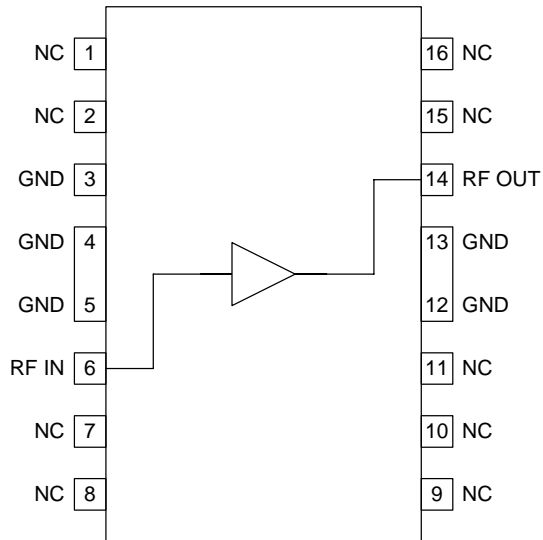 NC 1 16 NC
NC 2 15 NC
GND 3 14 RF OUT
GND 4 13 GND
GND 5 12 GND
RF IN 6 11 NC
NC 7 10 NC
NC 8 9 NC